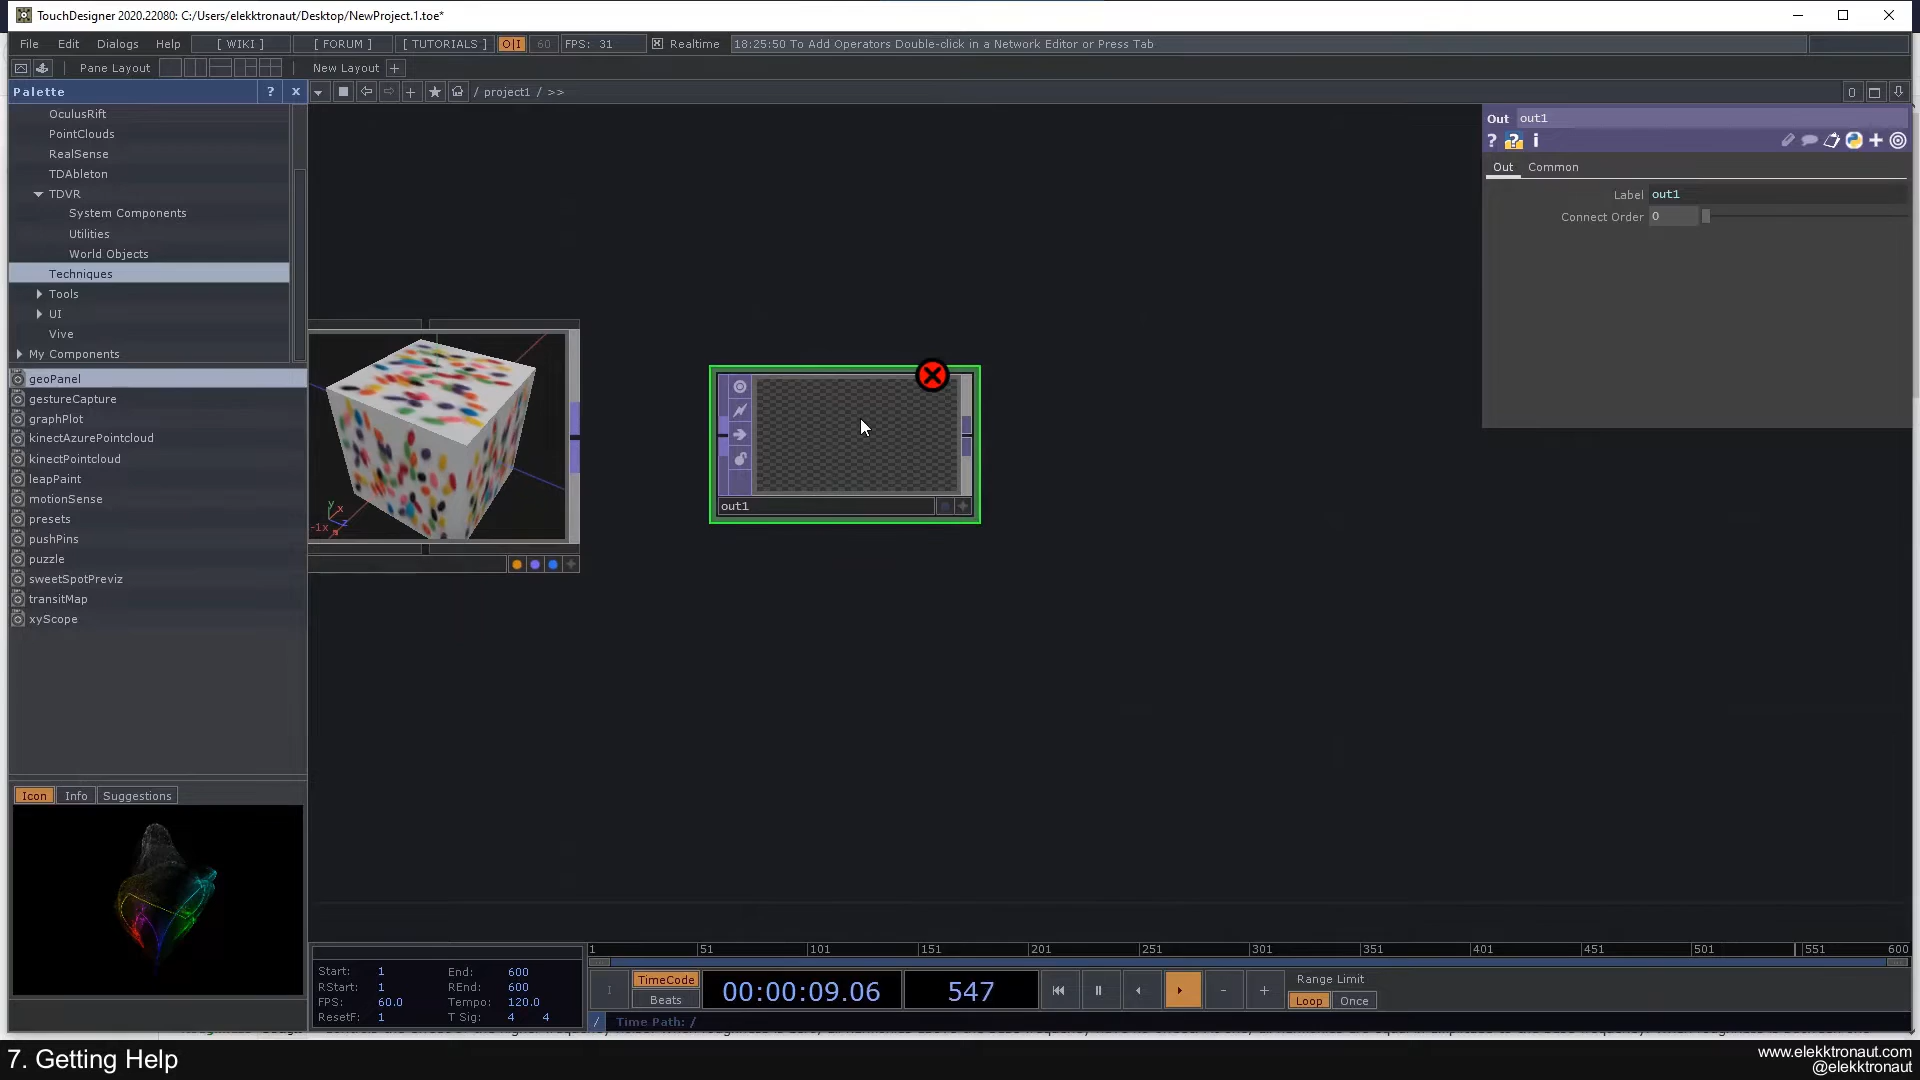 TouchDesigner 2020.22080: C:/Users/elekktronaut/Desktop/NewProject.1.toe*
File Edit Dialogs Help [ WIKI ] [ FORUM ] [ TUTORIALS ] O|I 60 FPS: 31 Realtime 18:25:50 To Add Operators Double-click in a Network Editor or Press Tab
Pane Layout New Layout +
Palette ? x / project1 / >> 0
OculusRift
PointClouds
RealSense
TDAbleton
TDVR
System Components
Utilities
World Objects
Techniques
Tools
UI
Vive
My Components
geoPanel
gestureCapture
graphPlot
kinectAzurePointcloud
kinectPointcloud
leapPaint
motionSense
presets
pushPins
puzzle
sweetSpotPreviz
transitMap
xyScope
Icon Info Suggestions
y
x
z
-1x
out1
Out out1
? ? i
Out Common
Label out1
Connect Order 0
1 51 101 151 201 251 301 351 401 451 501 551 600
Start: 1 End: 600
RStart: 1 REnd: 600
FPS: 60.0 Tempo: 120.0
ResetF: 1 T Sig: 4 4
I TimeCode Beats 00:00:09.06 547 - + Range Limit
Loop Once
/ Time Path: /
7. Getting Help
www.elekktronaut.com
@elekktronaut